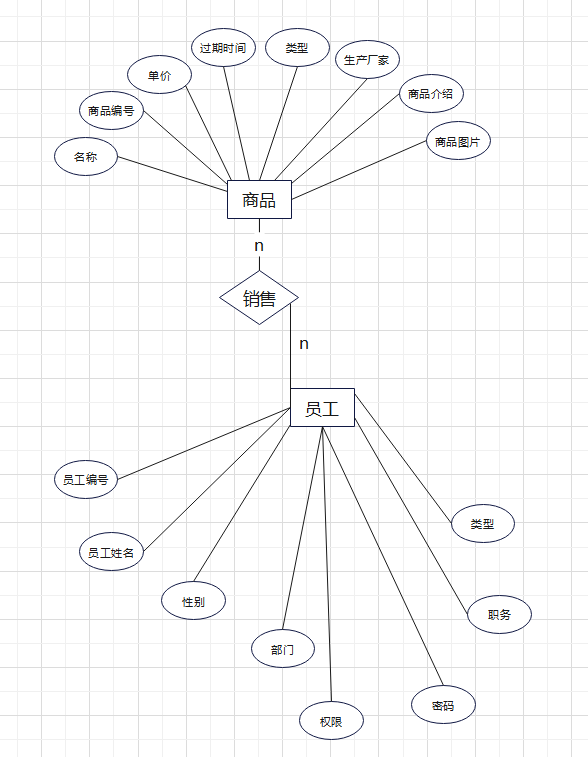 过期时间
类型
生产厂家
单价
商品介绍
商品编号
商品图片
名称
商品
n
销售
n
员工
员工编号
类型
员工姓名
性别
职务
部门
密码
权限